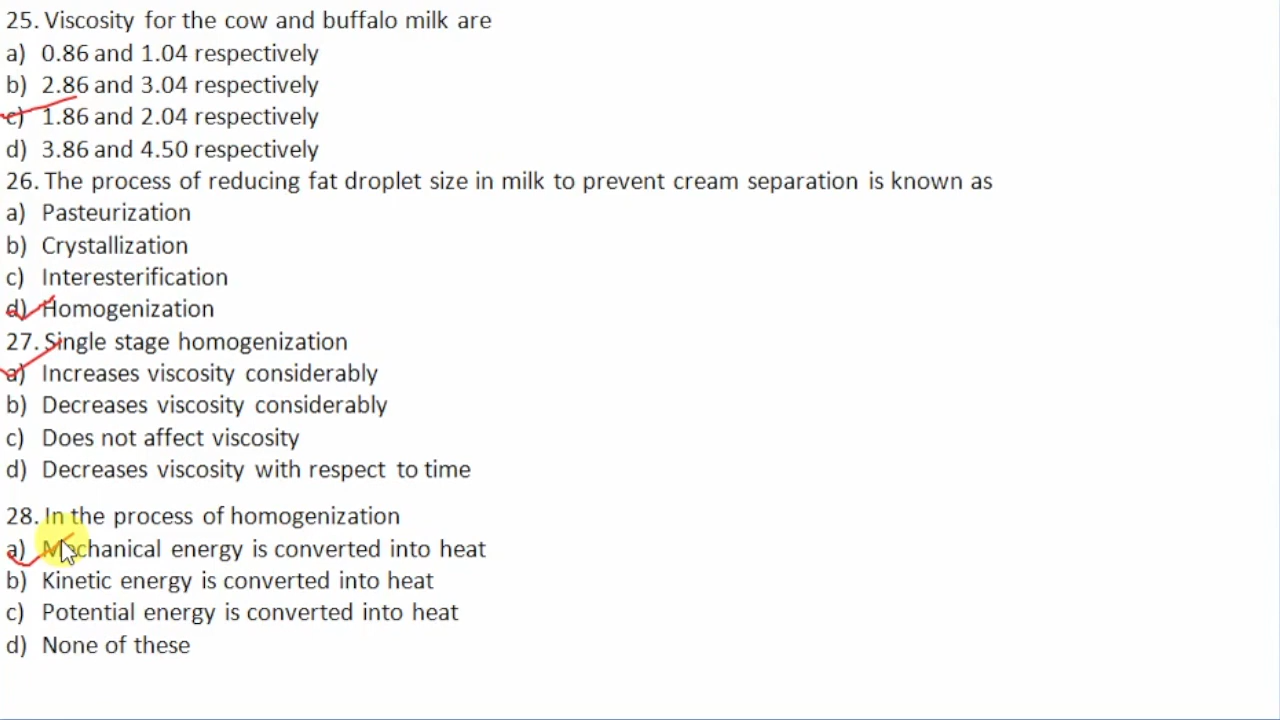 25. Viscosity for the cow and buffalo milk are
a) 0.86 and 1.04 respectively
b) 2.86 and 3.04 respectively
c) 1.86 and 2.04 respectively
d) 3.86 and 4.50 respectively
26. The process of reducing fat droplet size in milk to prevent cream separation is known as
a) Pasteurization
b) Crystallization
c) Interesterification
d) Homogenization
27. Single stage homogenization
a) Increases viscosity considerably
b) Decreases viscosity considerably
c) Does not affect viscosity
d) Decreases viscosity with respect to time
28. In the process of homogenization
a) Mechanical energy is converted into heat
b) Kinetic energy is converted into heat
c) Potential energy is converted into heat
d) None of these